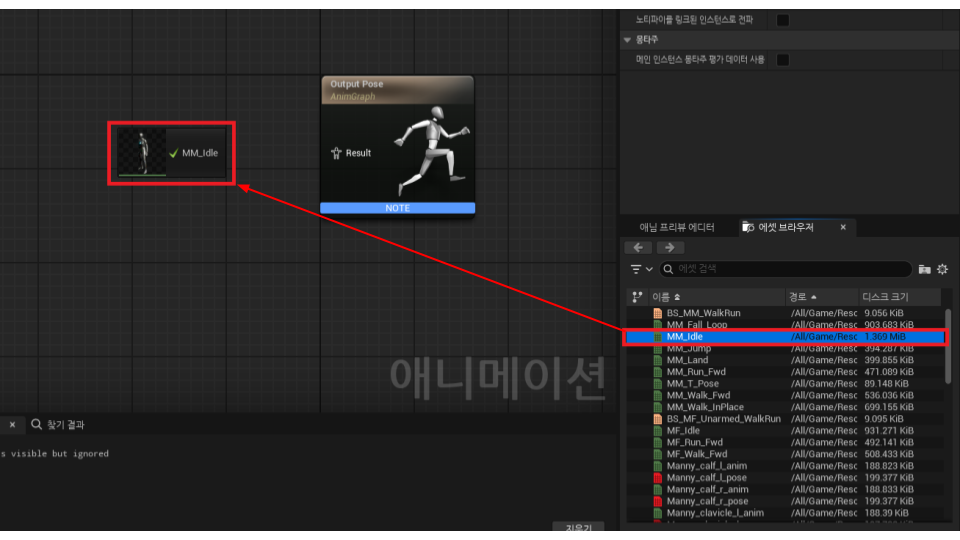 노티파이를 링크된 인스턴스로 전파
몽타주
메인 인스턴스 몽타주 평가 데이터 사용
Output Pose
AnimGraph
Result
NOTE
MM_Idle
애니메이션
× 찾기 결과
s visible but ignored
지우기
애님 프리뷰 에디터 에셋 브라우저 ×
에셋 검색
이름 경로 디스크 크기
BS_MM_WalkRun /All/Game/Resc 9.056 KiB
MM_Fall_Loop /All/Game/Resc 903.683 KiB
MM_Idle /All/Game/Resc 1.369 MiB
MM_Jump /All/Game/Resc 394.287 KiB
MM_Land /All/Game/Resc 399.855 KiB
MM_Run_Fwd /All/Game/Resc 471.089 KiB
MM_T_Pose /All/Game/Resc 89.148 KiB
MM_Walk_Fwd /All/Game/Resc 536.036 KiB
MM_Walk_InPlace /All/Game/Resc 699.155 KiB
BS_MF_Unarmed_WalkRun /All/Game/Resc 9.095 KiB
MF_Idle /All/Game/Resc 931.271 KiB
MF_Run_Fwd /All/Game/Resc 492.141 KiB
MF_Walk_Fwd /All/Game/Resc 508.433 KiB
Manny_calf_l_anim /All/Game/Resc 188.823 KiB
Manny_calf_l_pose /All/Game/Resc 199.377 KiB
Manny_calf_r_anim /All/Game/Resc 188.833 KiB
Manny_calf_r_pose /All/Game/Resc 199.377 KiB
Manny_clavicle_l_anim /All/Game/Resc 188.39 KiB